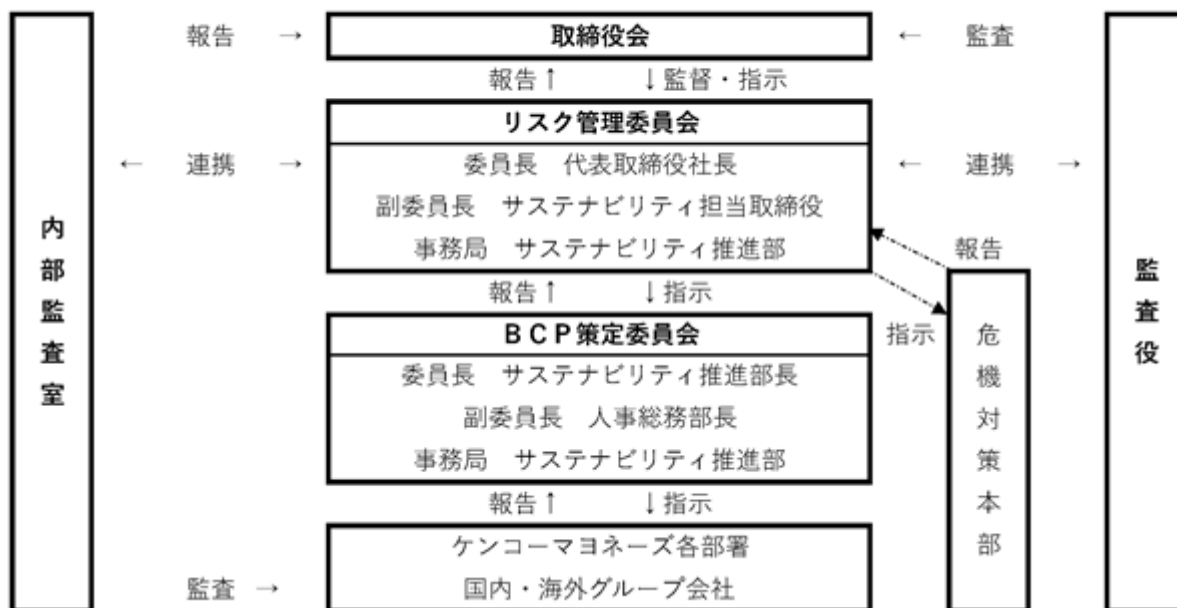 報告 → 取締役会 ← 監査
報告↑ ↓監督・指示
リスク管理委員会
← 連携 → 委員長 代表取締役社長 ← 連携 →
副委員長 サステナビリティ担当取締役
事務局 サステナビリティ推進部 報告
報告↑ ↓指示
BCP策定委員会 指示
委員長 サステナビリティ推進部長
副委員長 人事総務部長
事務局 サステナビリティ推進部
報告↑ ↓指示
ケンコーマヨネーズ各部署
監査 → 国内・海外グループ会社
内部監査室
危機対策本部
監査役